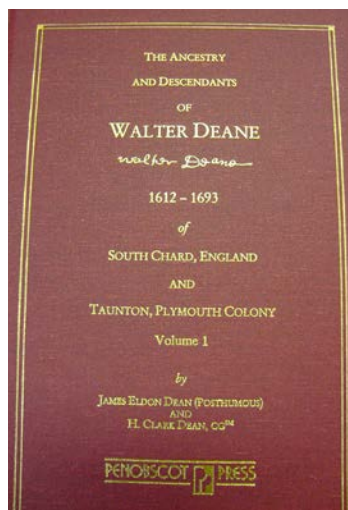 THE ANCESTRY
AND DESCENDANTS
OF
WALTER DEANE
Walter Deane
1612 – 1693
of
SOUTH CHARD, ENGLAND
AND
TAUNTON, PLYMOUTH COLONY
Volume 1
by
JAMES ELDON DEAN (POSTHUMOUS)
AND
H. CLARK DEAN, CG℠
PENOBSCOT PRESS